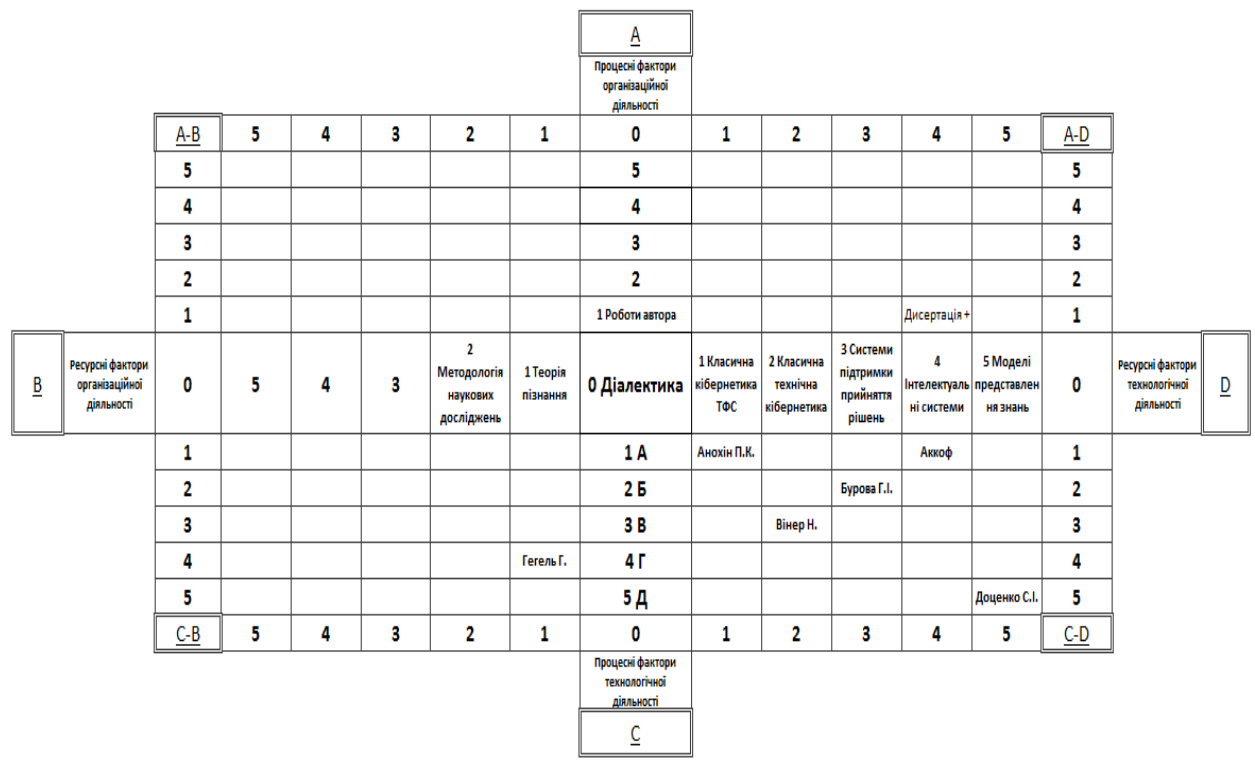 A
Процесні фактори
організаційної
діяльності
A-B 5 4 3 2 1 0 1 2 3 4 5 A-D
5 5 5
4 4 4
3 3 3
2 2 2
1 1 Роботи автора Дисертація + 1
B
Ресурсні фактори
організаційної
діяльності
0 5 4 3
2
Методологія
наукових
досліджень
1 Теорія
пізнання
0 Діалектика
1 Класична
кібернетика
ТФС
2 Класична
технічна
кібернетика
3 Системи
підтримки
прийняття
рішень
4
Інтелектуаль
ні системи
5 Моделі
представлен
ня знань
0
Ресурсні фактори
технологічної
діяльності
D
1 1 А Анохін П.К. Аккоф 1
2 2 Б Бурова Г.І. 2
3 3 В Вінер Н. 3
4 Гегель Г. 4 Г 4
5 5 Д Доценко С.І. 5
C-B 5 4 3 2 1 0 1 2 3 4 5 C-D
Процесні фактори
технологічної
діяльності
C